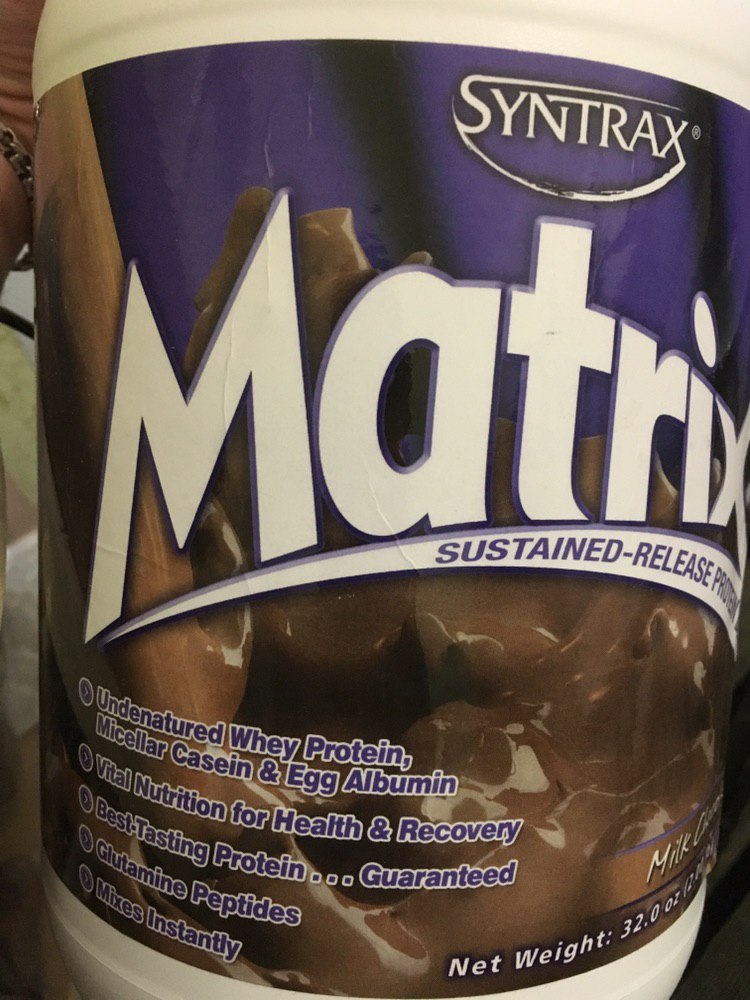 SYNTRAX®
Matrix
SUSTAINED-RELEASE
Undenatured Whey Protein,
Micellar Casein & Egg Albumin
Vital Nutrition for Health & Recovery
Best-Tasting Protein . . . Guaranteed
Glutamine Peptides
Mixes Instantly
Milk
Net Weight: 32.0 oz